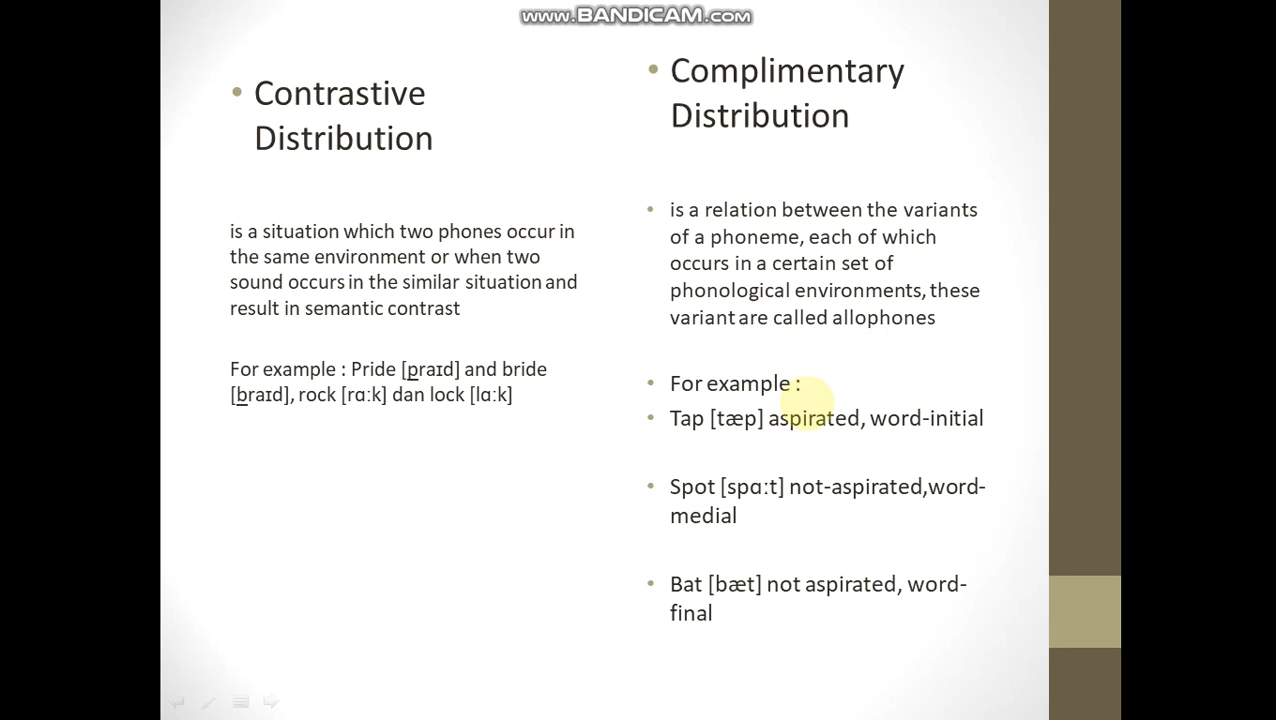 www.BANDICAM.com
• Contrastive
Distribution
is a situation which two phones occur in
the same environment or when two
sound occurs in the similar situation and
result in semantic contrast
For example : Pride [praɪd] and bride
[braɪd], rock [rɑːk] dan lock [lɑːk]
• Complimentary
Distribution
• is a relation between the variants
of a phoneme, each of which
occurs in a certain set of
phonological environments, these
variant are called allophones
• For example :
• Tap [tæp] aspirated, word-initial
• Spot [spɑːt] not-aspirated,word-
medial
• Bat [bæt] not aspirated, word-
final